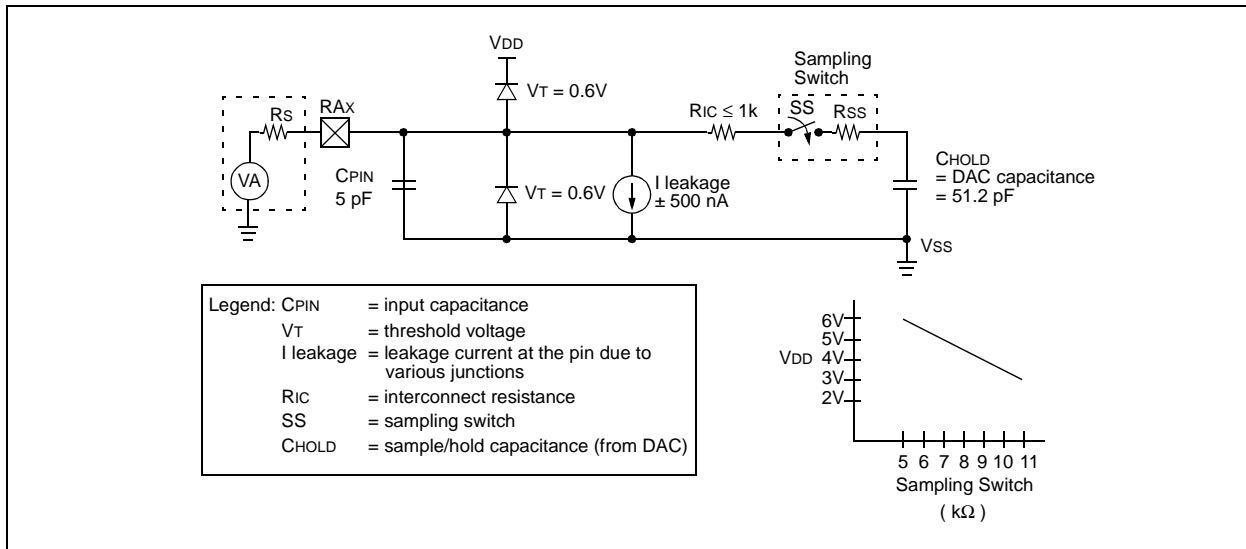 VDD
Sampling
Switch
VT = 0.6V
RS
RAX
RIC ≤ 1k
SS
RSS
VA
CPIN
5 pF
VT = 0.6V
I leakage
± 500 nA
CHOLD
= DAC capacitance
= 51.2 pF
VSS
Legend: CPIN = input capacitance
VT = threshold voltage
I leakage = leakage current at the pin due to
various junctions
RIC = interconnect resistance
SS = sampling switch
CHOLD = sample/hold capacitance (from DAC)
6V
5V
VDD 4V
3V
2V
5 6 7 8 9 10 11
Sampling Switch
( kΩ )